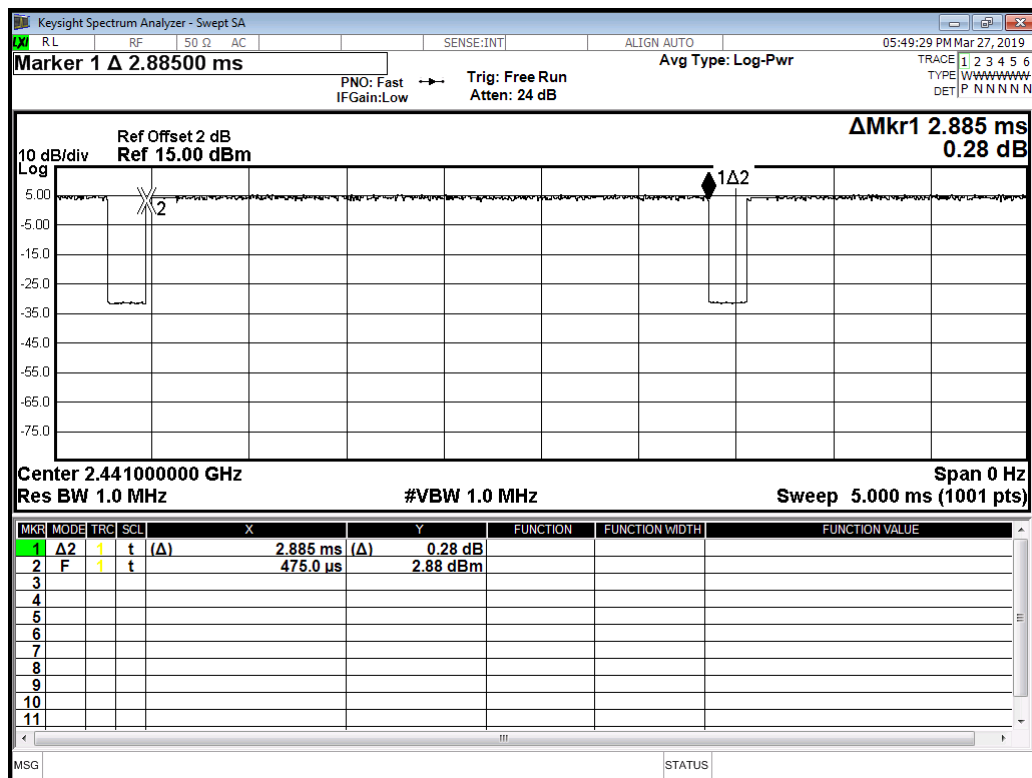 Keysight Spectrum Analyzer - Swept SA
LXI RL RF 50 Ω AC SENSE:INT ALIGN AUTO 05:49:29 PM Mar 27, 2019
Marker 1 Δ 2.88500 ms
Avg Type: Log-Pwr
TRACE 1 2 3 4 5 6
PNO: Fast Trig: Free Run
TYPE WWWWWW
IFGain:Low Atten: 24 dB
DET P N N N N N
ΔMkr1 2.885 ms
0.28 dB
Ref Offset 2 dB
10 dB/div Ref 15.00 dBm
Log
1Δ2
5.00
2
-5.00
-15.0
-25.0
-35.0
-45.0
-55.0
-65.0
-75.0
Center 2.441000000 GHz Span 0 Hz
Res BW 1.0 MHz #VBW 1.0 MHz Sweep 5.000 ms (1001 pts)
MKR MODE TRC SCL X Y FUNCTION FUNCTION WIDTH FUNCTION VALUE
1 Δ2 1 t (Δ) 2.885 ms (Δ) 0.28 dB
2 F 1 t 475.0 µs 2.88 dBm
3
4
5
6
7
8
9
10
11
MSG STATUS